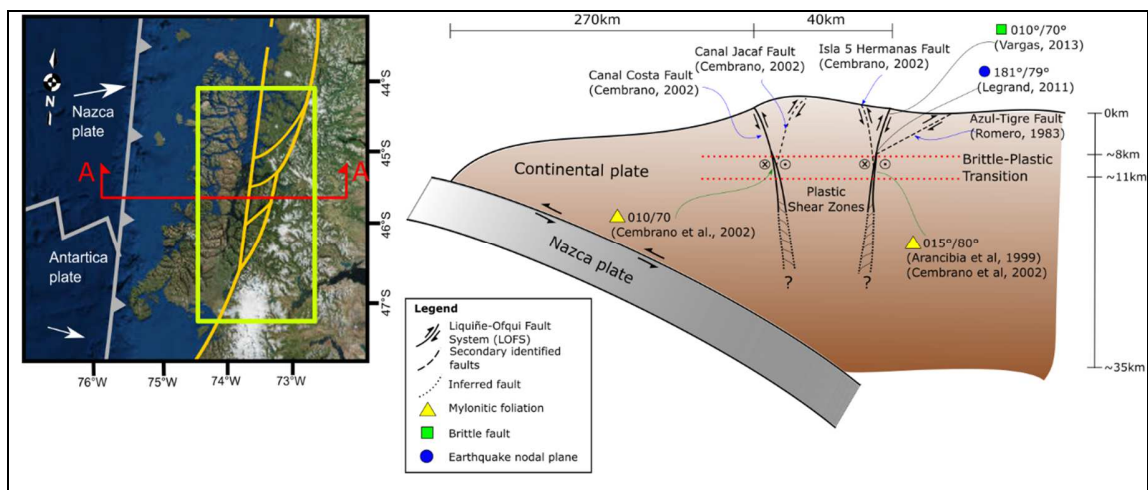 N
Nazca
plate
Antartica
plate
A
A
44°S
45°S
46°S
47°S
76°W
75°W
74°W
73°W
270km
40km
Canal Costa Fault
(Cembrano, 2002)
Canal Jacaf Fault
(Cembrano, 2002)
Isla 5 Hermanas Fault
(Cembrano, 2002)
010°/70°
(Vargas, 2013)
181°/79°
(Legrand, 2011)
Azul-Tigre Fault
(Romero, 1983)
0km
~8km
~11km
~35km
Continental plate
Brittle-Plastic
Transition
Plastic
Shear Zones
010/70
(Cembrano et al., 2002)
015°/80°
(Arancibia et al, 1999)
(Cembrano et al, 2002)
Nazca plate
?
?
Legend
Liquiñe-Ofqui Fault
System (LOFS)
Secondary identified
faults
Inferred fault
Mylonitic foliation
Brittle fault
Earthquake nodal plane